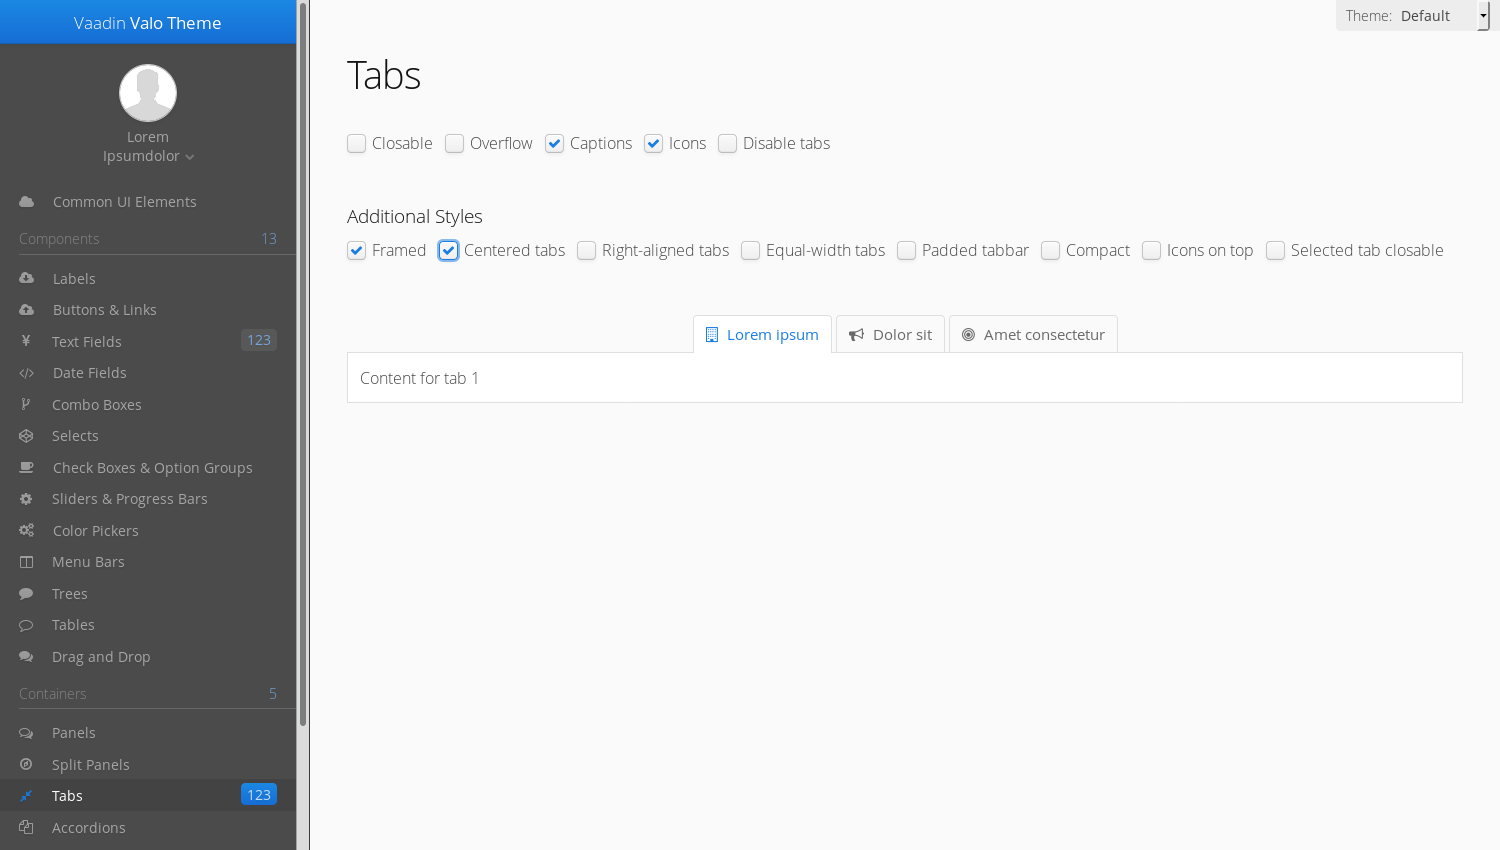 Vaadin Valo Theme
Lorem
Ipsumdolor
Common UI Elements
Components 13
Labels
Buttons & Links
Text Fields 123
Date Fields
Combo Boxes
Selects
Check Boxes & Option Groups
Sliders & Progress Bars
Color Pickers
Menu Bars
Trees
Tables
Drag and Drop
Containers 5
Panels
Split Panels
Tabs 123
Accordions
Theme: Default
Tabs
Closable Overflow Captions Icons Disable tabs
Additional Styles
Framed Centered tabs Right-aligned tabs Equal-width tabs Padded tabbar Compact Icons on top Selected tab closable
Lorem ipsum Dolor sit Amet consectetur
Content for tab 1